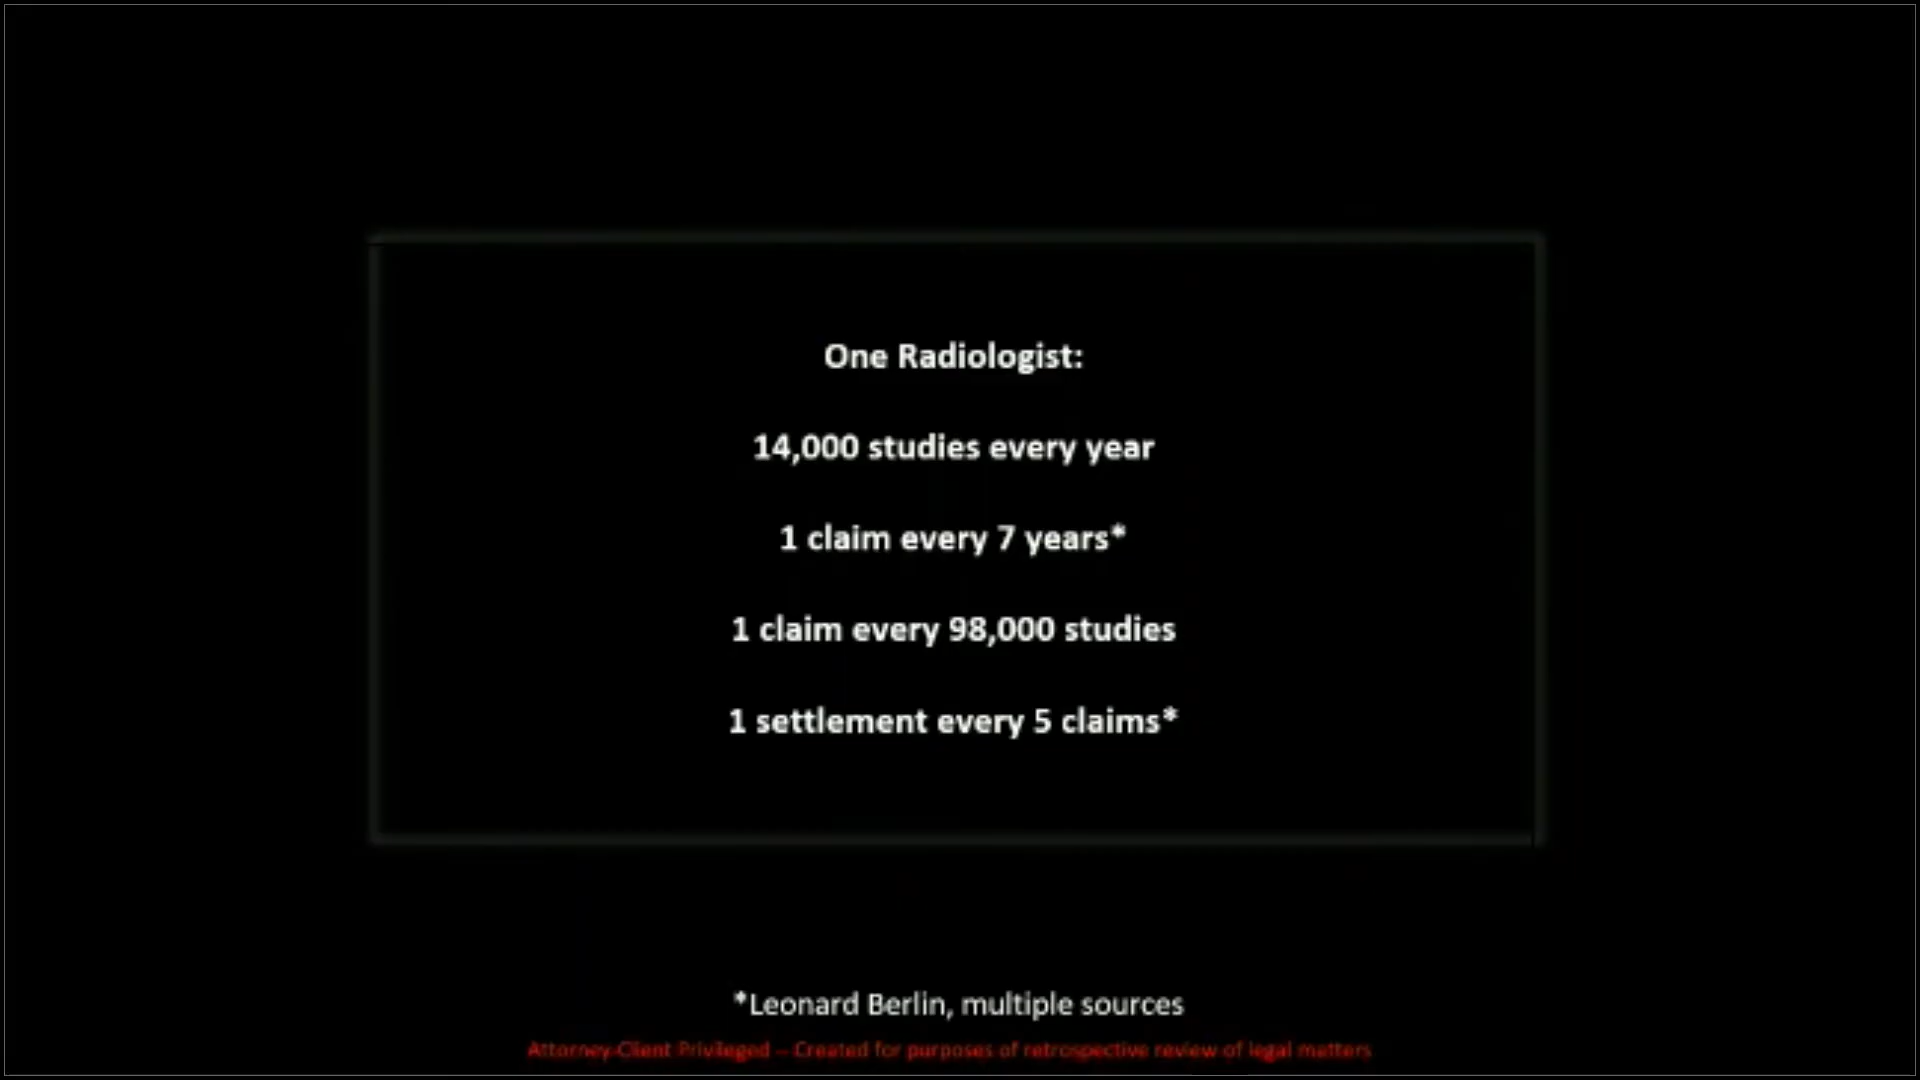 One Radiologist:
14,000 studies every year
1 claim every 7 years*
1 claim every 98,000 studies
1 settlement every 5 claims*
*Leonard Berlin, multiple sources
Attorney-Client Privileged – Created for purposes of retrospective review of legal matters